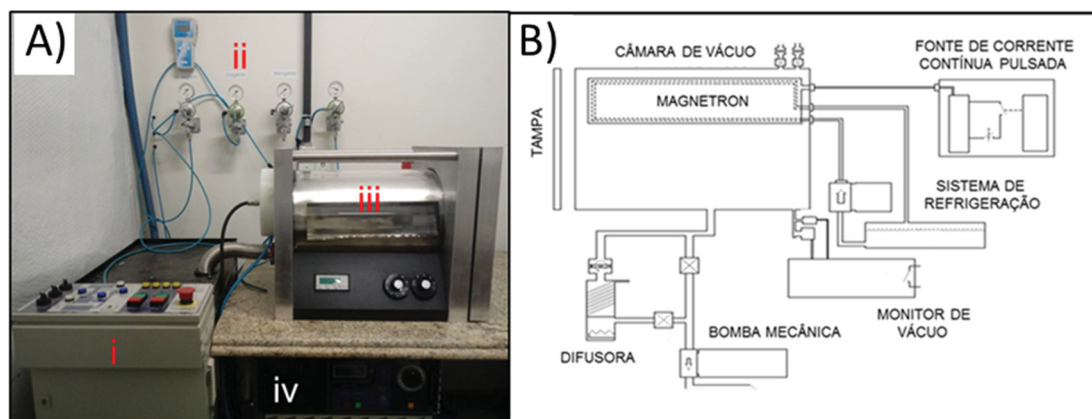 A)
ii
iii
i
iv
B)
CÂMARA DE VÁCUO
FONTE DE CORRENTE
CONTÍNUA PULSADA
MAGNETRON
TAMPA
SISTEMA DE
REFRIGERAÇÃO
MONITOR DE
VÁCUO
BOMBA MECÂNICA
DIFUSORA